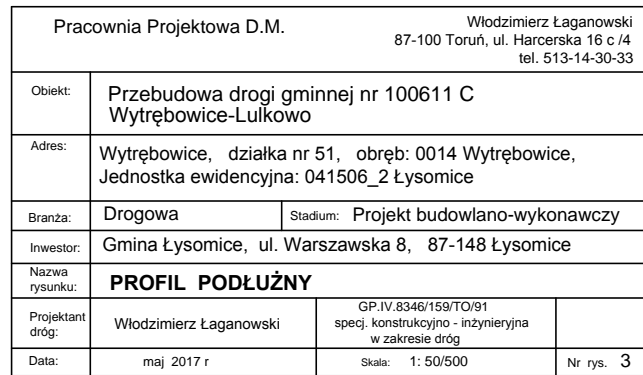 Pracownia Projektowa D.M.
Włodzimierz Łaganowski
87-100 Toruń, ul. Harcerska 16 c /4
tel. 513-14-30-33
Obiekt:
Przebudowa drogi gminnej nr 100611 C
Wytrębowice-Lulkowo
Adres:
Wytrębowice, działka nr 51, obręb: 0014 Wytrębowice,
Jednostka ewidencyjna: 041506_2 Łysomice
Branża: Drogowa Stadium: Projekt budowlano-wykonawczy
Inwestor: Gmina Łysomice, ul. Warszawska 8, 87-148 Łysomice
Nazwa
rysunku:
PROFIL PODŁUŻNY
Projektant
dróg:
Włodzimierz Łaganowski
GP.IV.8346/159/TO/91
specj. konstrukcyjno - inżynieryjna
w zakresie dróg
Data: maj 2017 r Skala: 1: 50/500 Nr rys. 3